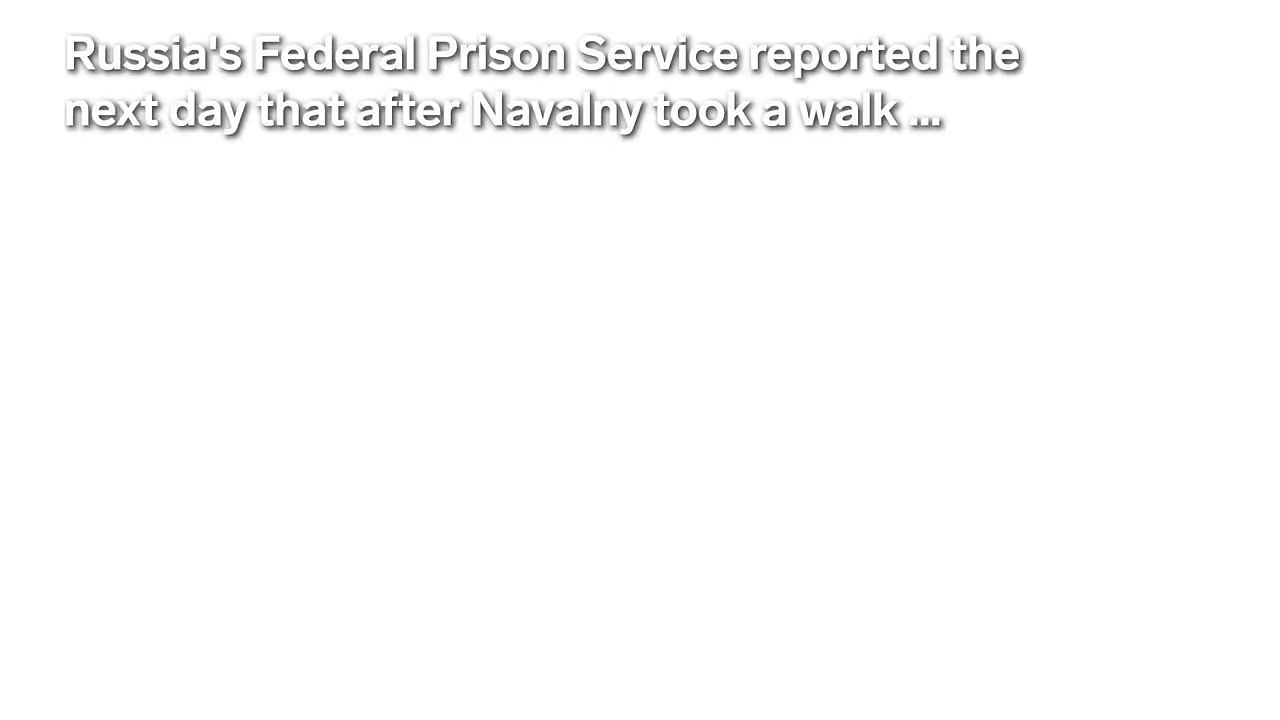 Russia's Federal Prison Service reported the
next day that after Navalny took a walk ...